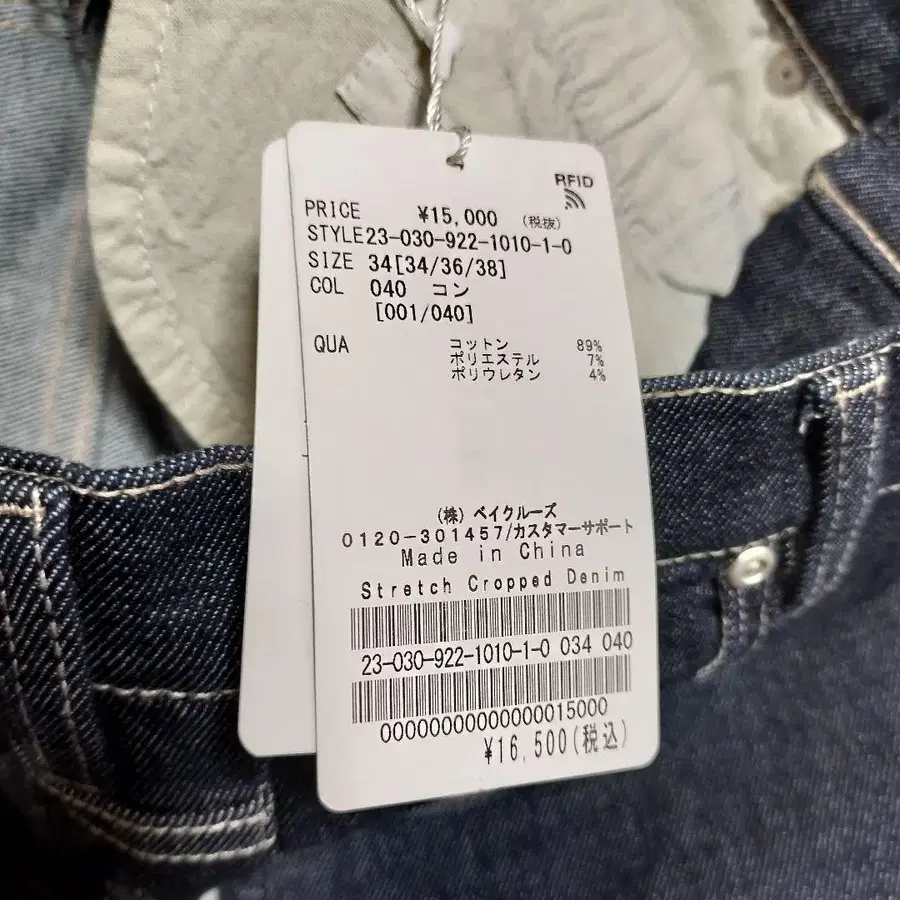 RFID
PRICE ¥15,000 (税抜)
STYLE23-030-922-1010-1-0
SIZE 34[34/36/38]
COL 040 コン
[001/040]
QUA コットン 89%
ポリエステル 7%
ポリウレタン 4%
(株) ベイクルーズ
0120-301457/カスタマーサポート
Made in China
Stretch Cropped Denim
23-030-922-1010-1-0 034 040
00000000000000015000
¥16,500(税込)